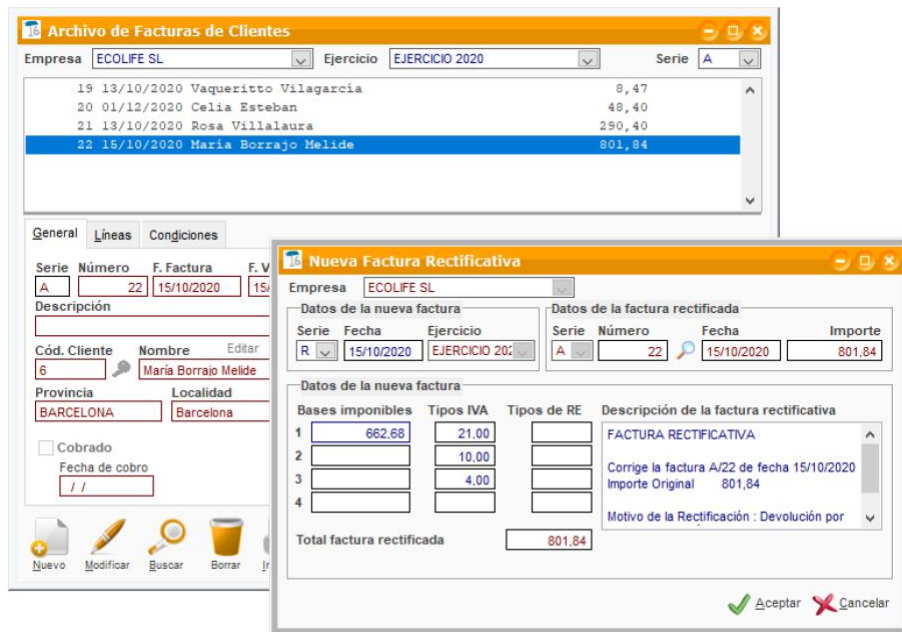 16 Archivo de Facturas de Clientes
Empresa ECOLIFE SL Ejercicio EJERCICIO 2020 Serie A
19 13/10/2020 Vaqueritto Vilagarcía 8,47
20 01/12/2020 Celia Esteban 48,40
21 13/10/2020 Rosa Villalaura 290,40
22 15/10/2020 María Borrajo Melide 801,84
General Líneas Condiciones
Serie Número F. Factura F. V
A 22 15/10/2020 15/
Descripción
Cód. Cliente Nombre Editar
6 María Borrajo Melide
Provincia Localidad
BARCELONA Barcelona
Cobrado
Fecha de cobro
/ /
Nuevo Modificar Buscar Borrar
16 Nueva Factura Rectificativa
Empresa ECOLIFE SL
Datos de la nueva factura Datos de la factura rectificada
Serie Fecha Ejercicio Serie Número Fecha Importe
R 15/10/2020 EJERCICIO 202 A 22 15/10/2020 801,84
Datos de la nueva factura
Bases imponibles Tipos IVA Tipos de RE Descripción de la factura rectificativa
1 662,68 21,00 FACTURA RECTIFICATIVA
2 10,00
3 4,00 Corrige la factura A/22 de fecha 15/10/2020
Importe Original 801,84
4
Motivo de la Rectificación : Devolución por
Total factura rectificada 801,84
Aceptar Cancelar